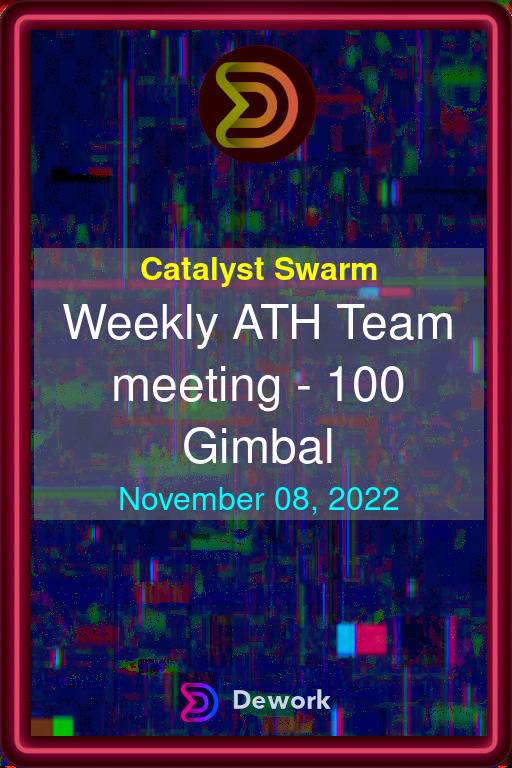 Catalyst Swarm
Weekly ATH Team
meeting - 100
Gimbal
November 08, 2022
Dework